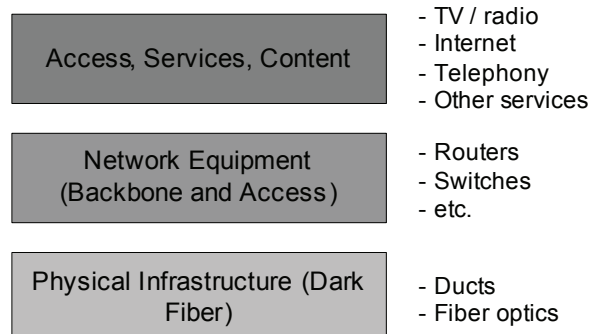 Access, Services, Content
- TV / radio
- Internet
- Telephony
- Other services
Network Equipment
(Backbone and Access)
- Routers
- Switches
- etc.
Physical Infrastructure (Dark
Fiber)
- Ducts
- Fiber optics